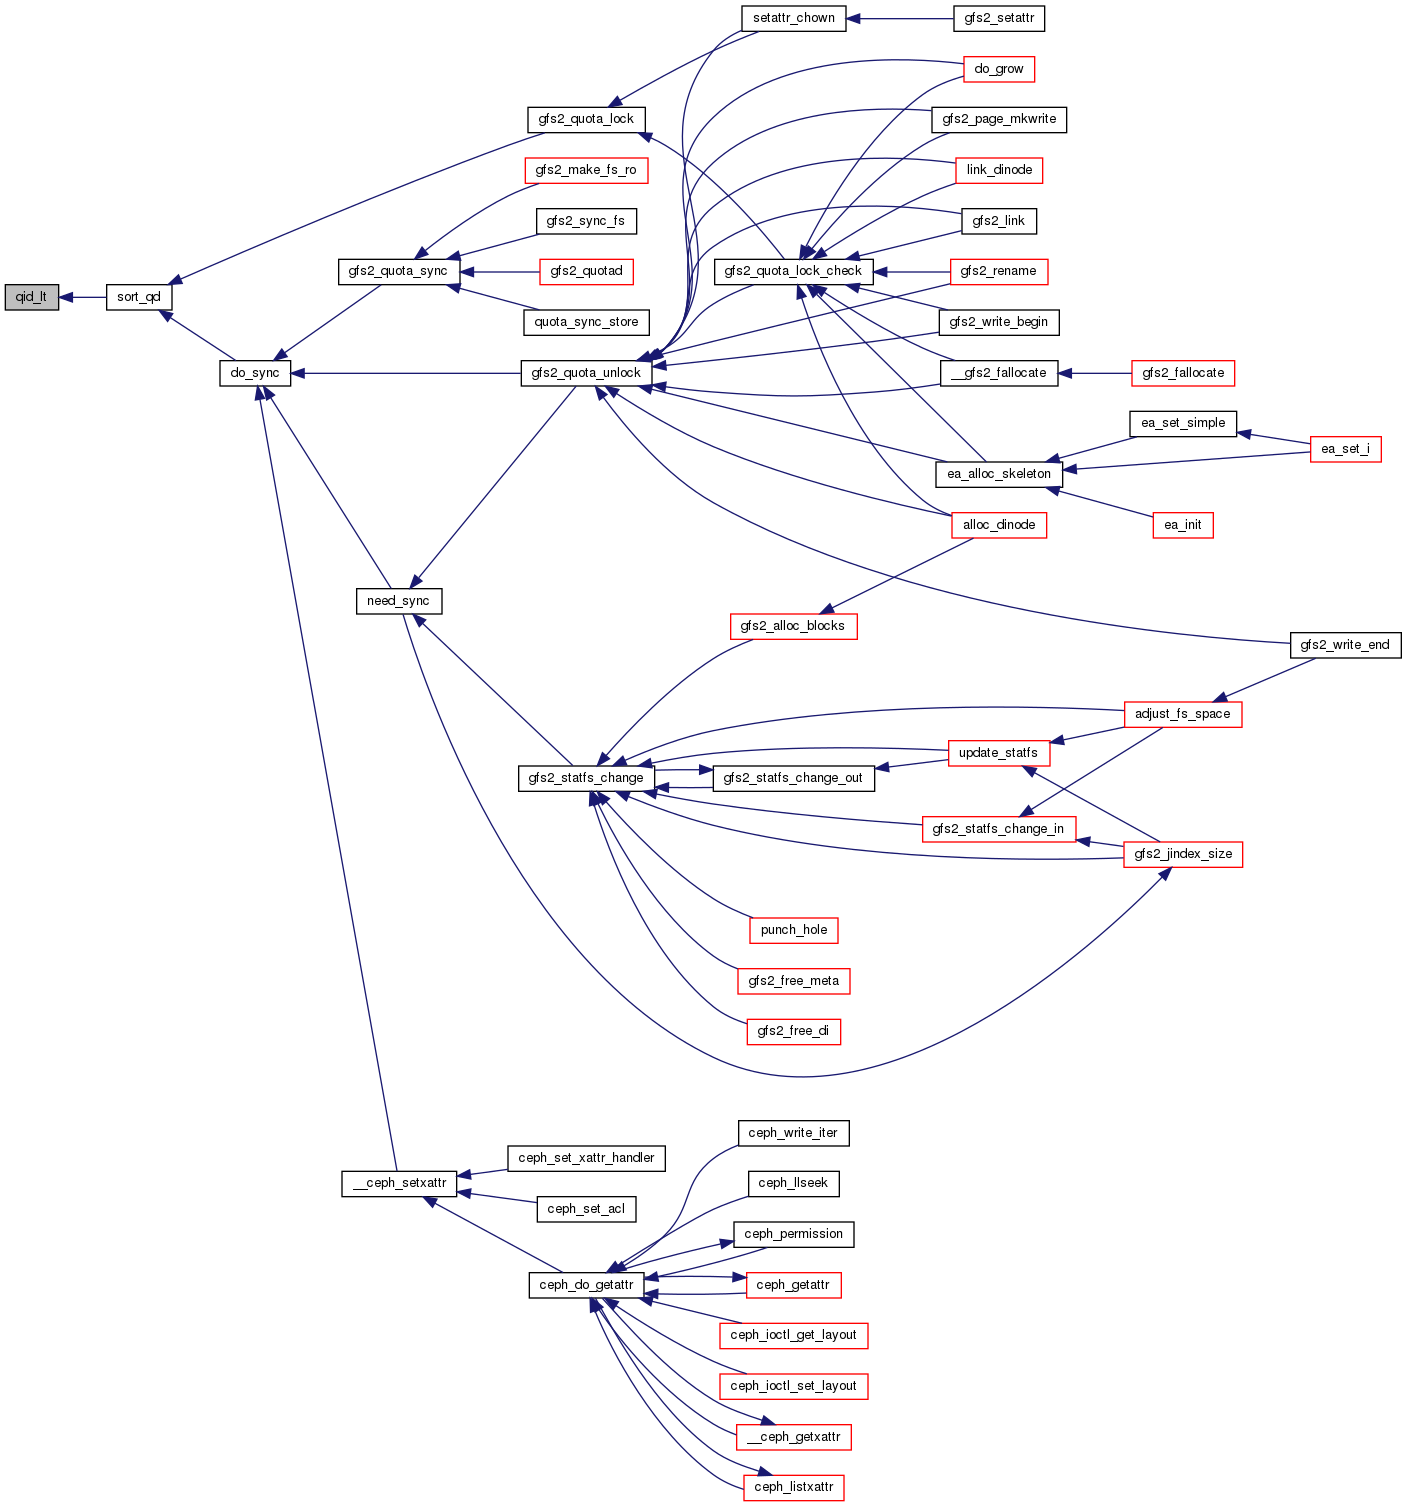 setattr_chown
gfs2_setattr
do_grow
gfs2_quota_lock
gfs2_page_mkwrite
gfs2_make_fs_ro
link_dinode
gfs2_sync_fs
gfs2_link
gfs2_quota_sync
gfs2_quotad
gfs2_quota_lock_check
gfs2_rename
qid_lt
sort_qd
quota_sync_store
gfs2_write_begin
do_sync
gfs2_quota_unlock
__gfs2_fallocate
gfs2_fallocate
ea_set_simple
ea_set_i
ea_alloc_skeleton
alloc_dinode
ea_init
need_sync
gfs2_alloc_blocks
gfs2_write_end
adjust_fs_space
update_statfs
gfs2_statfs_change
gfs2_statfs_change_out
gfs2_statfs_change_in
gfs2_jindex_size
punch_hole
gfs2_free_meta
gfs2_free_di
ceph_write_iter
ceph_set_xattr_handler
__ceph_setxattr
ceph_llseek
ceph_set_acl
ceph_permission
ceph_do_getattr
ceph_getattr
ceph_ioctl_get_layout
ceph_ioctl_set_layout
__ceph_getxattr
ceph_listxattr